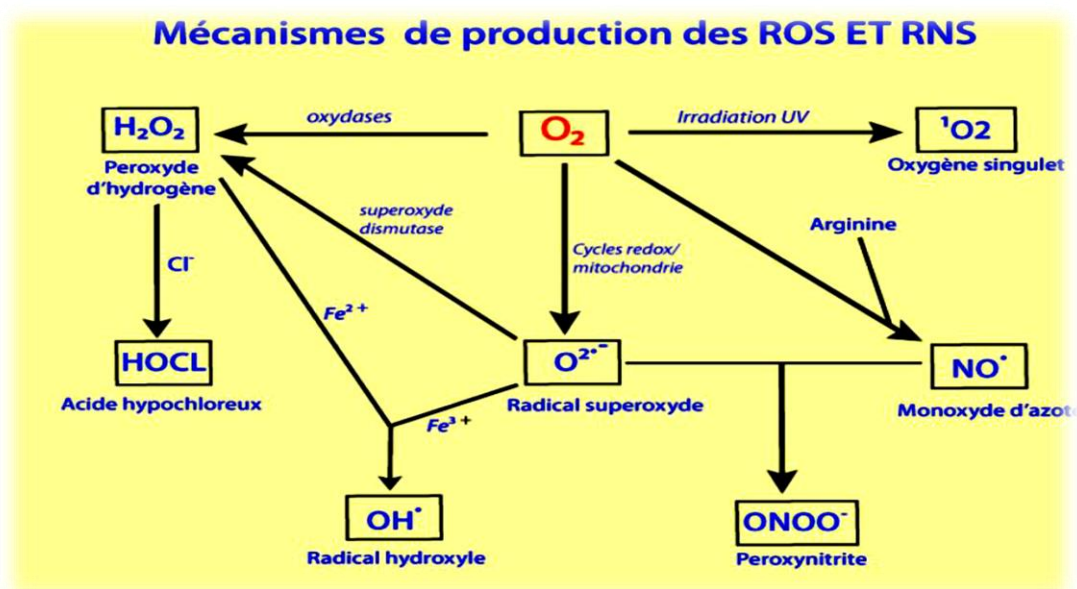 Mécanismes de production des ROS ET RNS
H₂O₂
oxydases
O₂
Irradiation UV
¹O2
Peroxyde
d'hydrogène
Oxygène singulet
superoxyde
dismutase
Arginine
Cycles redox/
mitochondrie
Cl⁻
Fe²⁺
HOCL
O²·⁻
NO·
Acide hypochloreux
Radical superoxyde
Monoxyde d'azote
Fe³⁺
OH·
ONOO⁻
Radical hydroxyle
Peroxynitrite